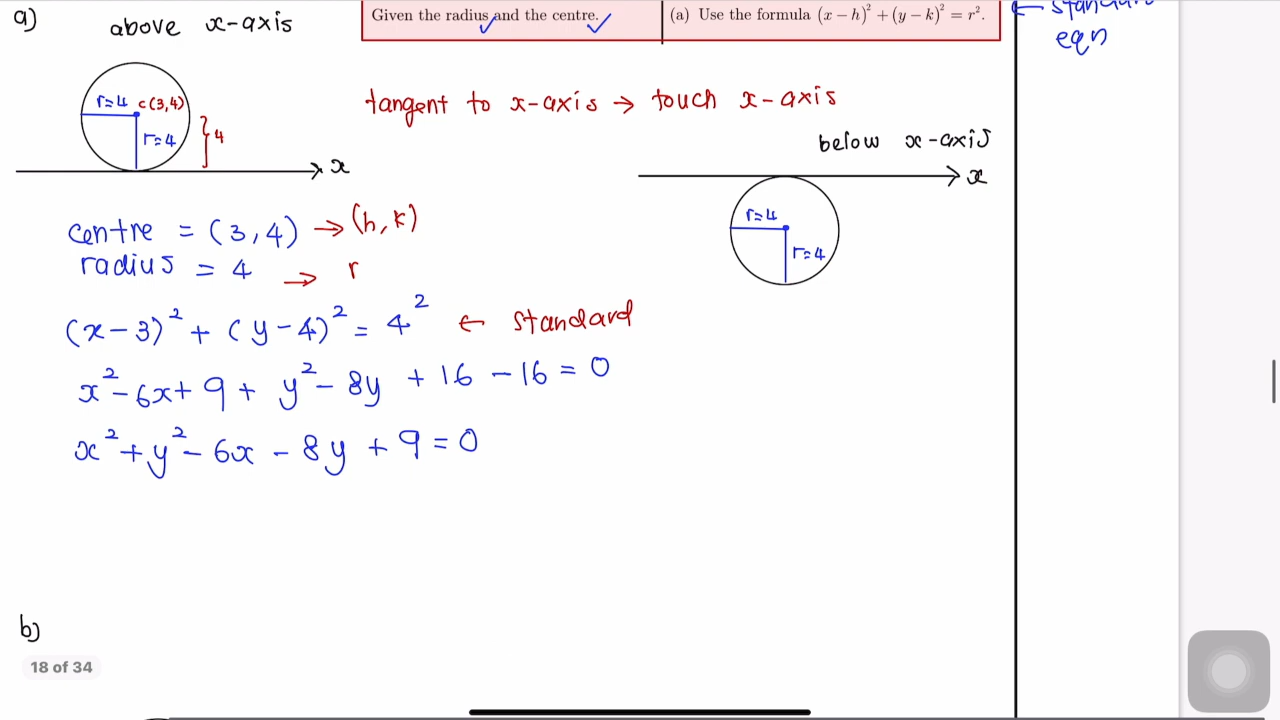 a)
above x-axis
Given the radius and the centre.
(a) Use the formula (x − h)² + (y − k)² = r².
← standard
eqn
r=4 c(3,4)
r=4
4
x
tangent to x-axis → touch x-axis
below x-axis
x
r=4
r=4
centre = (3,4) → (h, k)
radius = 4 → r
(x − 3)² + (y − 4)² = 4² ← standard
x² − 6x + 9 + y² − 8y + 16 − 16 = 0
x² + y² − 6x − 8y + 9 = 0
b)
18 of 34